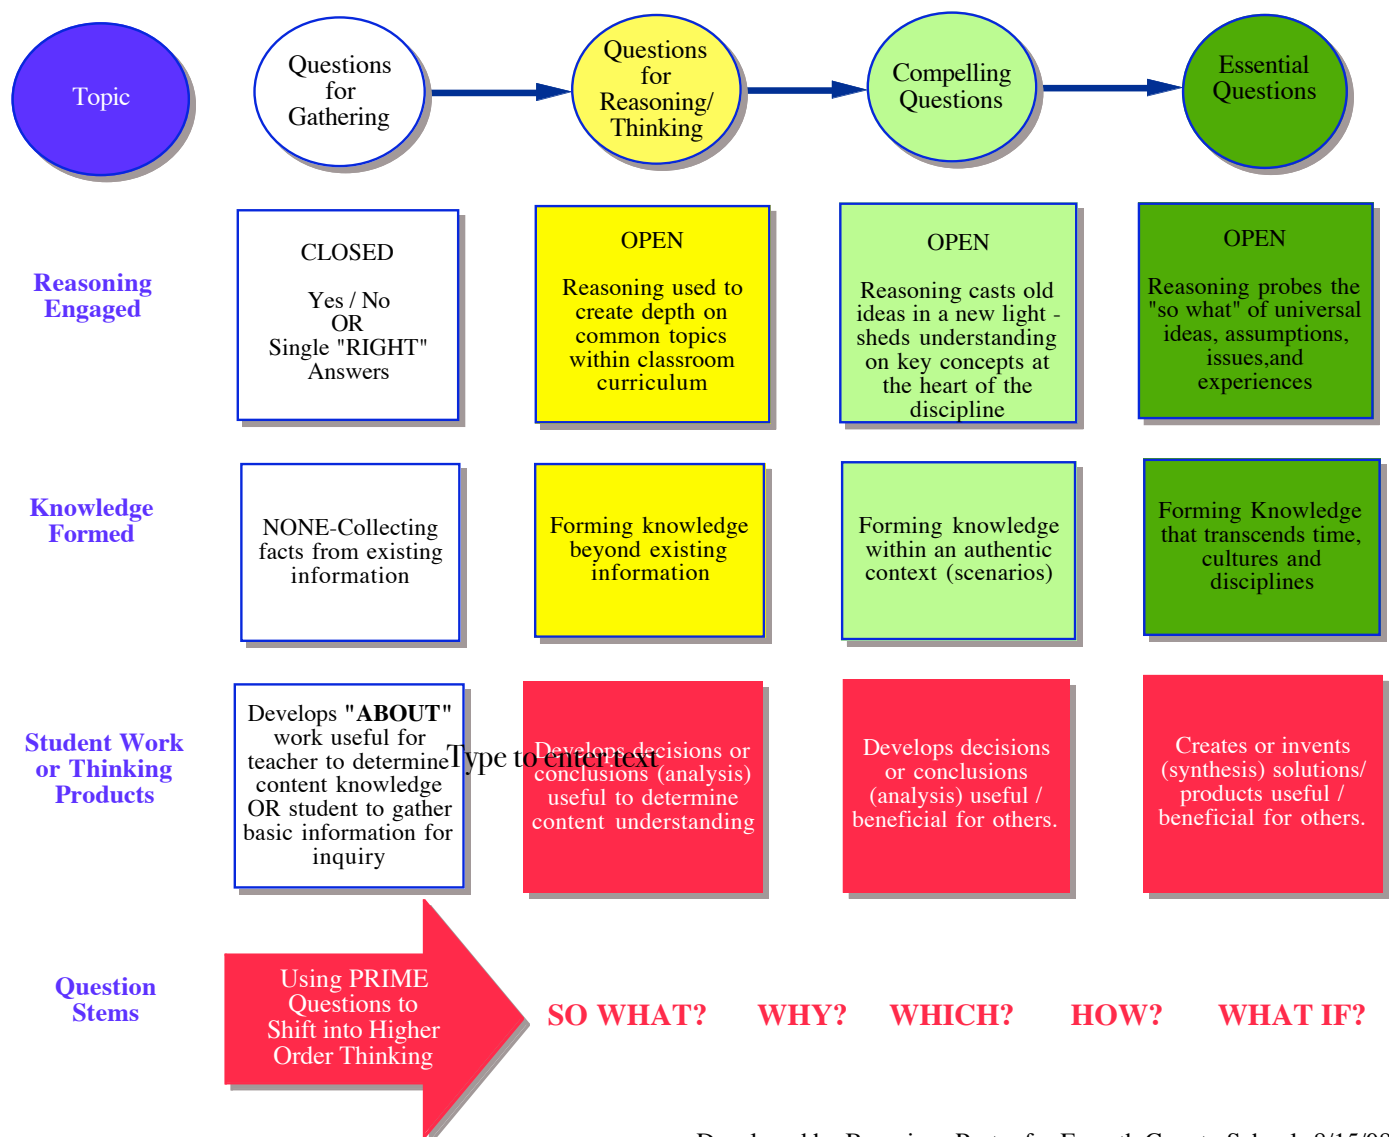 Topic
Questions
for
Gathering
Questions
for
Reasoning/
Thinking
Compelling
Questions
Essential
Questions
Reasoning
Engaged
CLOSED
Yes / No
OR
Single "RIGHT"
Answers
OPEN
Reasoning used to
create depth on
common topics
within classroom
curriculum
OPEN
Reasoning casts old
ideas in a new light -
sheds understanding
on key concepts at
the heart of the
discipline
OPEN
Reasoning probes the
"so what" of universal
ideas, assumptions,
issues,and
experiences
Knowledge
Formed
NONE-Collecting
facts from existing
information
Forming knowledge
beyond existing
information
Forming knowledge
within an authentic
context (scenarios)
Forming Knowledge
that transcends time,
cultures and
disciplines
Student Work
or Thinking
Products
Develops "ABOUT"
work useful for
teacher to determine
content knowledge
OR student to gather
basic information for
inquiry
Type to enter text
Develops decisions or
conclusions (analysis)
useful to determine
content understanding
Develops decisions
or conclusions
(analysis) useful /
beneficial for others.
Creates or invents
(synthesis) solutions/
products useful /
beneficial for others.
Question
Stems
Using PRIME
Questions to
Shift into Higher
Order Thinking
SO WHAT? WHY? WHICH? HOW? WHAT IF?